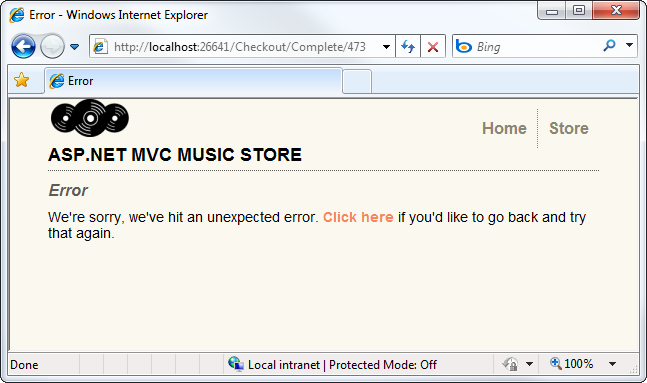 Error - Windows Internet Explorer
http://localhost:26641/Checkout/Complete/473
Bing
Error
Home
Store
ASP.NET MVC MUSIC STORE
Error
We're sorry, we've hit an unexpected error. Click here if you'd like to go back and try
that again.
Done
Local intranet | Protected Mode: Off
100%